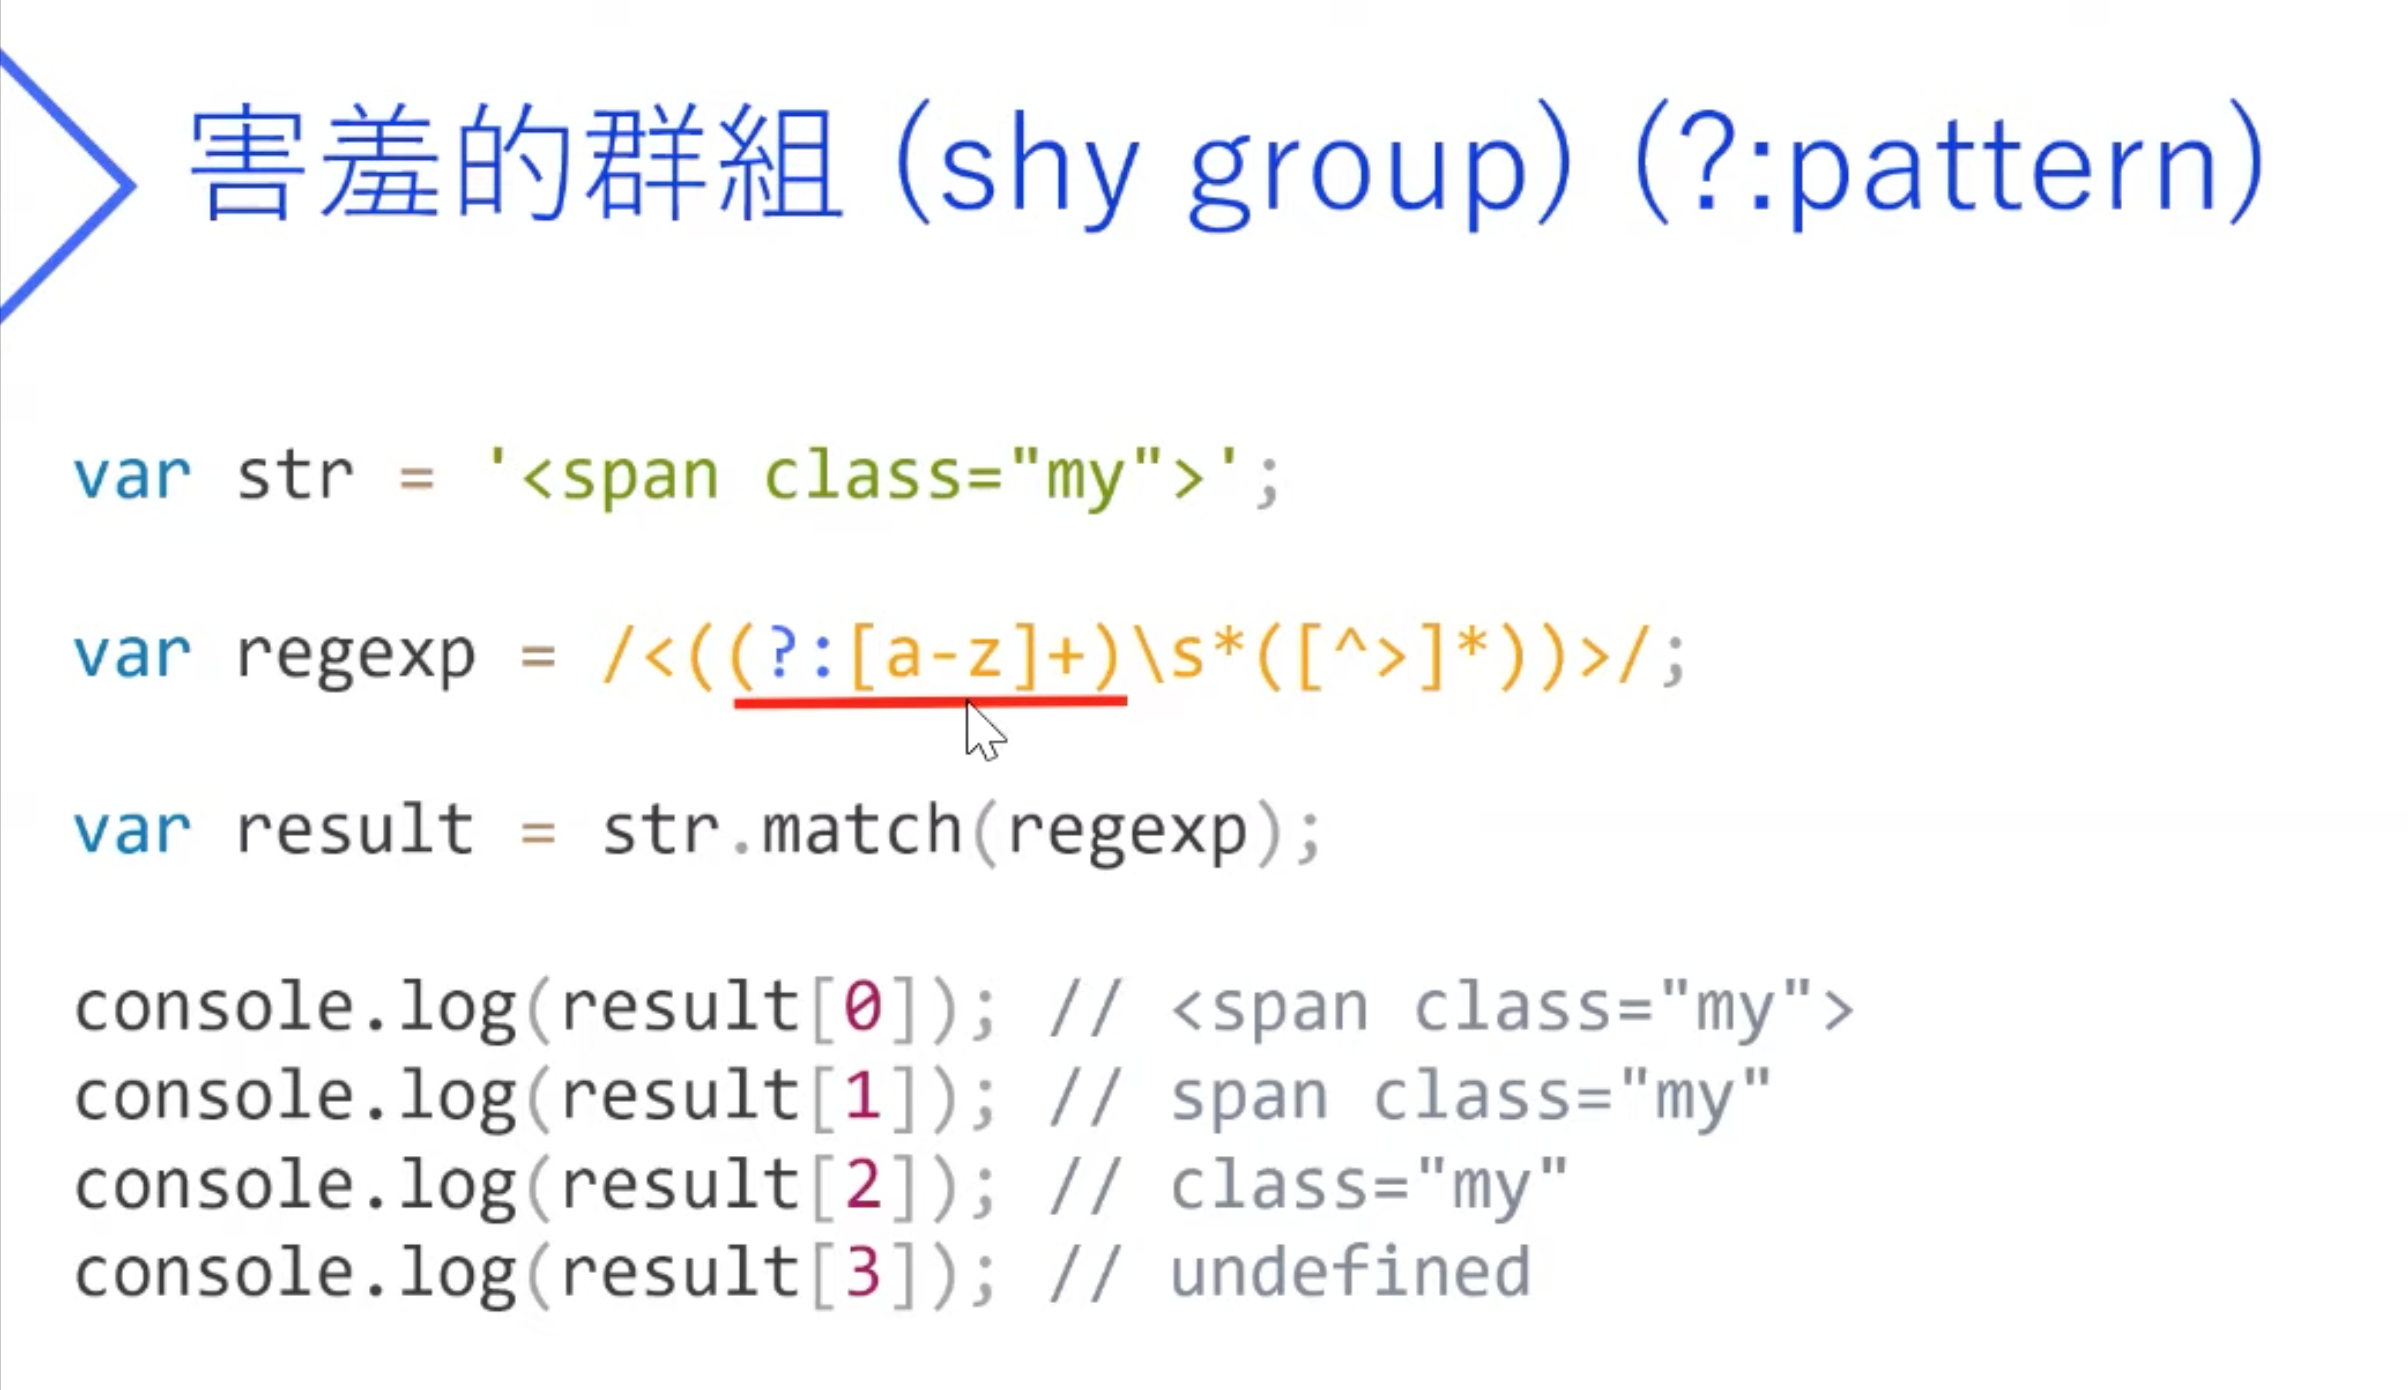 害羞的群組 (shy group) (?:pattern)
var str = '<span class="my">';
var regexp = /<((?:[a-z]+)\s*([^>]*))>/;
var result = str.match(regexp);
console.log(result[0]); // <span class="my">
console.log(result[1]); // span class="my"
console.log(result[2]); // class="my"
console.log(result[3]); // undefined